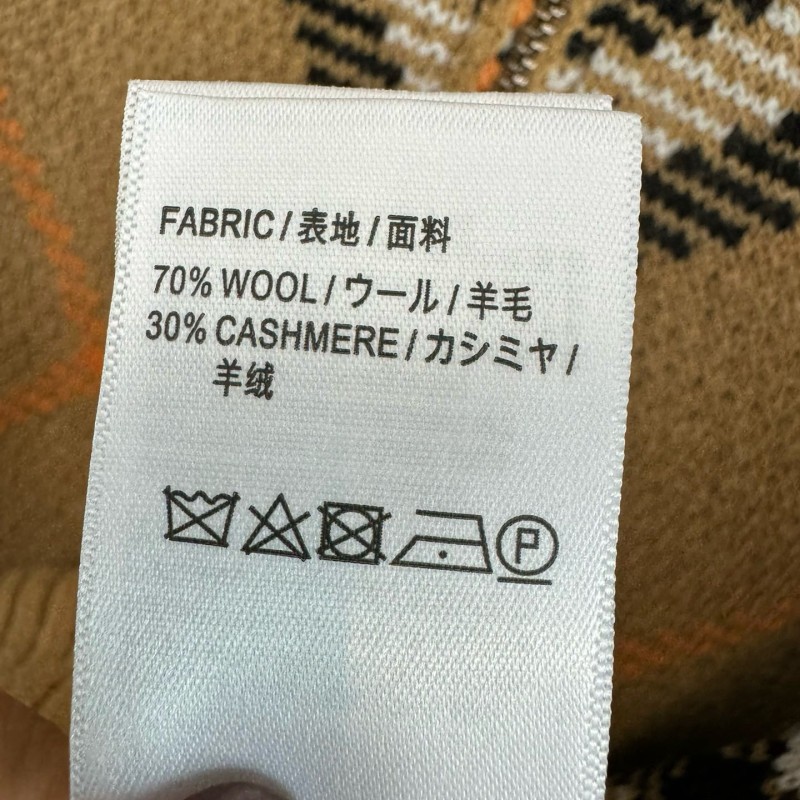 FABRIC / 表地 / 面料
70% WOOL / ウール / 羊毛
30% CASHMERE / カシミヤ /
羊绒
P